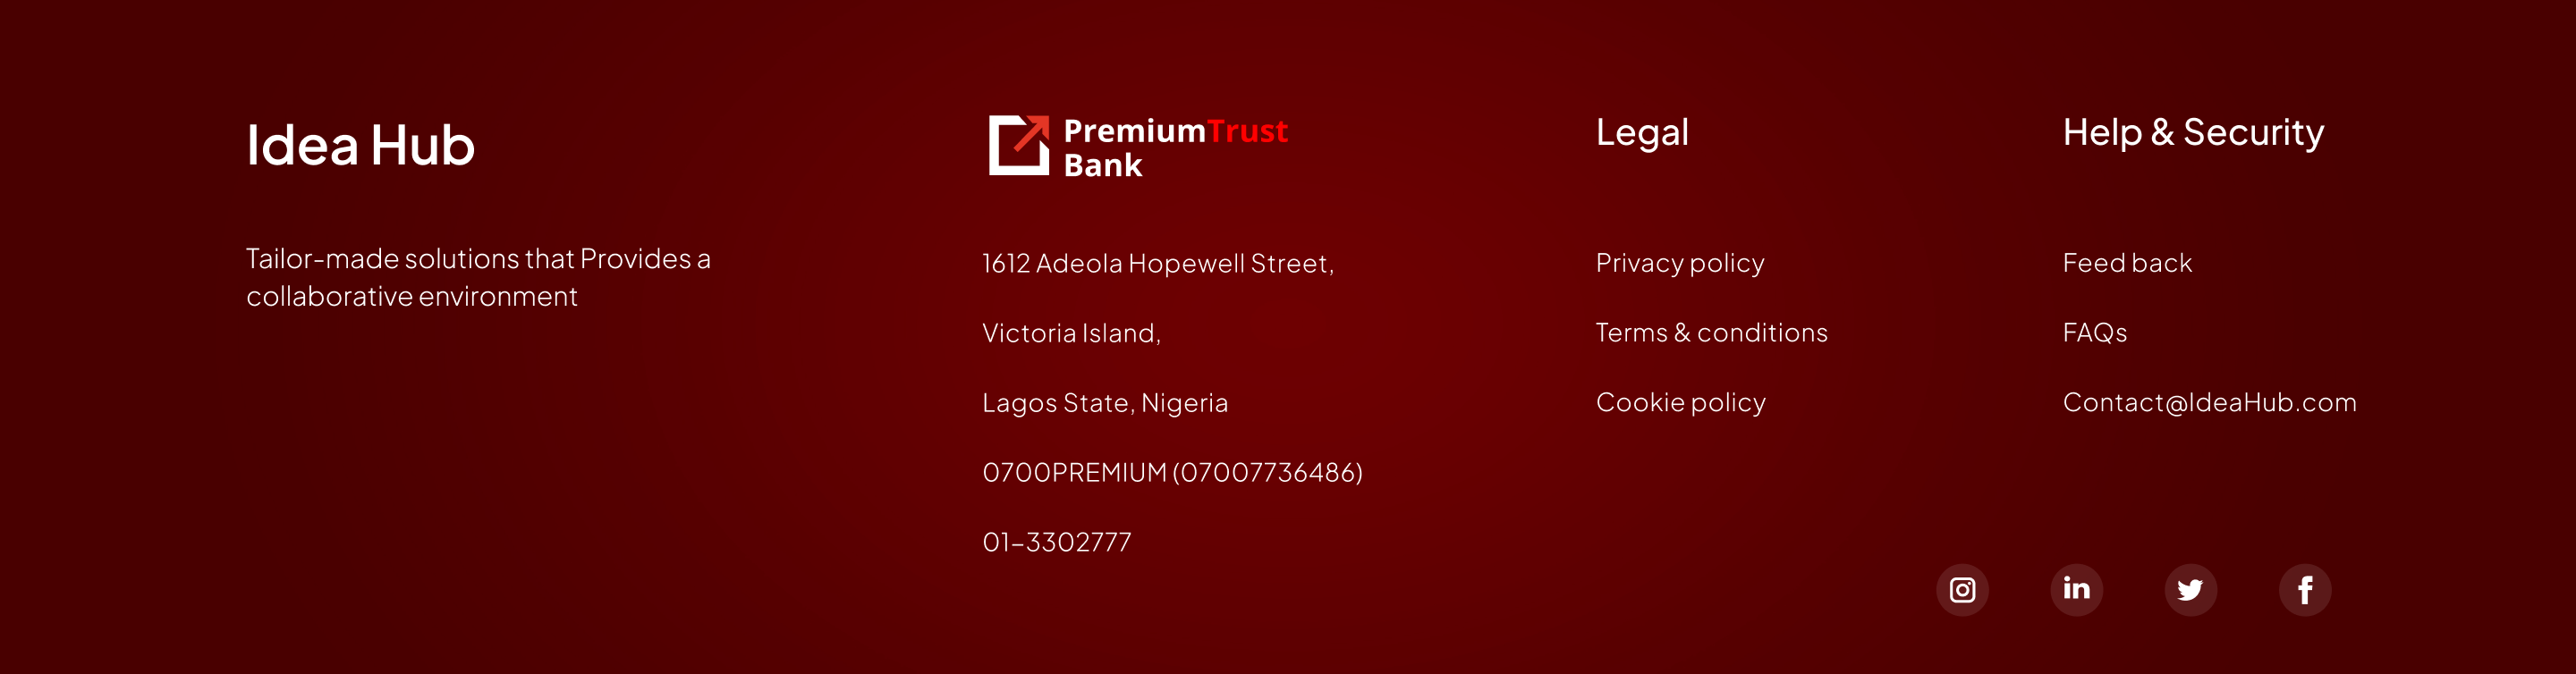 Idea Hub
Tailor-made solutions that Provides a
collaborative environment
PremiumTrust
Bank
1612 Adeola Hopewell Street,
Victoria Island,
Lagos State, Nigeria
0700PREMIUM (07007736486)
01-3302777
Legal
Privacy policy
Terms & conditions
Cookie policy
Help & Security
Feed back
FAQs
Contact@IdeaHub.com